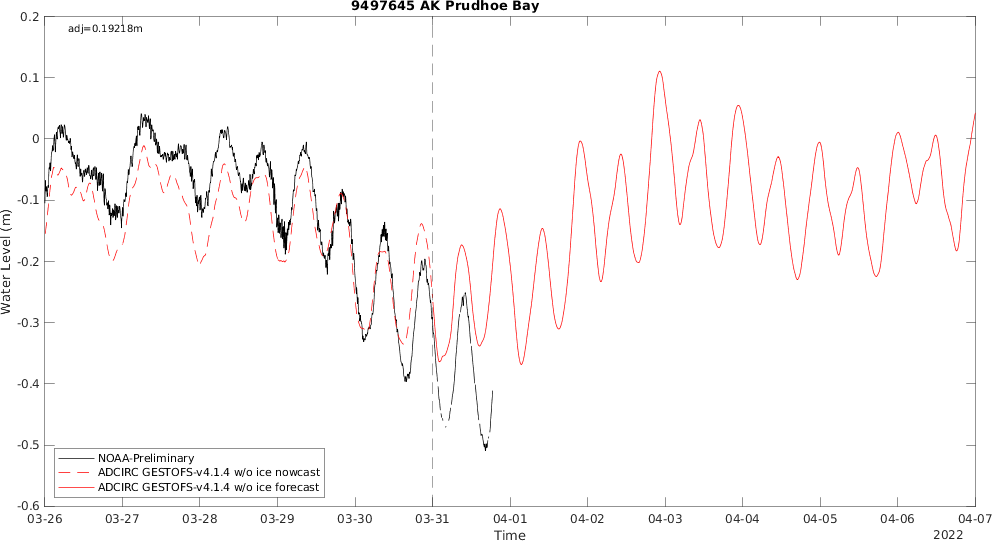 9497645 AK Prudhoe Bay
adj=0.19218m
0.2
0.1
0
-0.1
-0.2
-0.3
-0.4
-0.5
-0.6
Water Level (m)
NOAA-Preliminary
ADCIRC GESTOFS-v4.1.4 w/o ice nowcast
ADCIRC GESTOFS-v4.1.4 w/o ice forecast
03-26 03-27 03-28 03-29 03-30 03-31 04-01 04-02 04-03 04-04 04-05 04-06 04-07
Time
2022